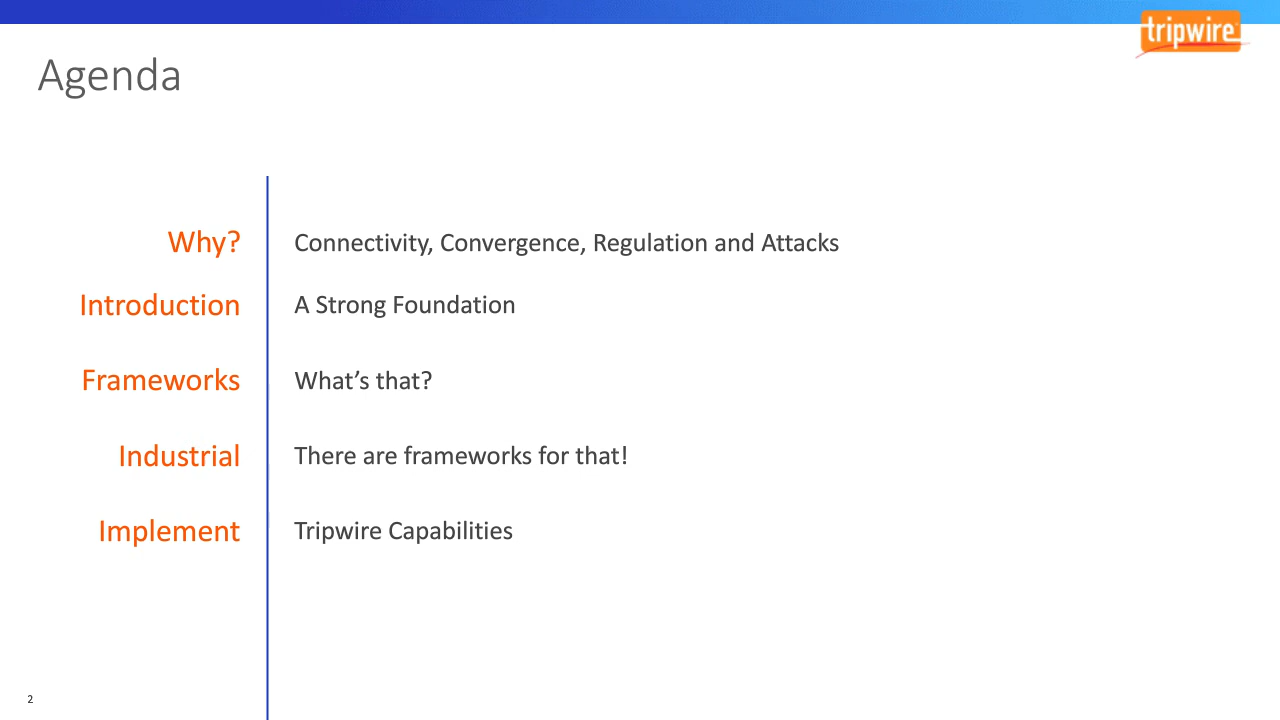 tripwire
Agenda
Why? Connectivity, Convergence, Regulation and Attacks
Introduction A Strong Foundation
Frameworks What’s that?
Industrial There are frameworks for that!
Implement Tripwire Capabilities
2